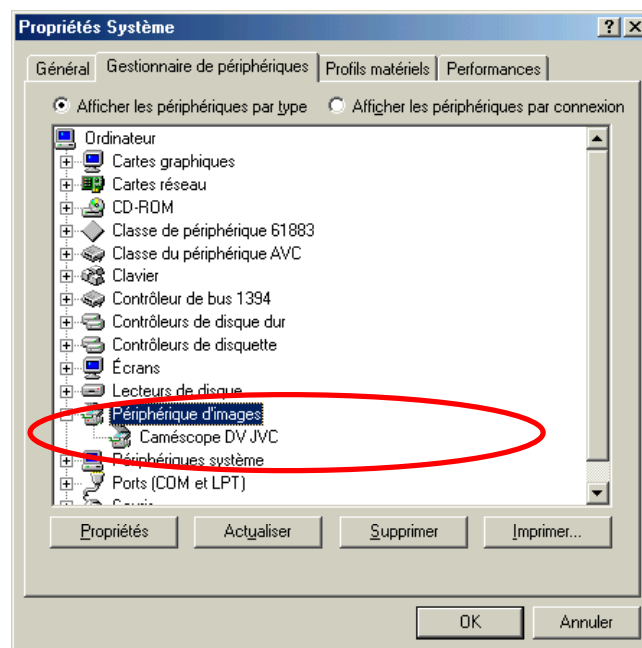 Propriétés Système
Général Gestionnaire de périphériques Profils matériels Performances
Afficher les périphériques par type Afficher les périphériques par connexion
Ordinateur
Cartes graphiques
Cartes réseau
CD-ROM
Classe de périphérique 61883
Classe du périphérique AVC
Clavier
Contrôleur de bus 1394
Contrôleurs de disque dur
Contrôleurs de disquette
Écrans
Lecteurs de disque
Périphérique d'images
Caméscope DV JVC
Périphériques système
Ports (COM et LPT)
Souris
Propriétés Actualiser Supprimer Imprimer...
OK Annuler